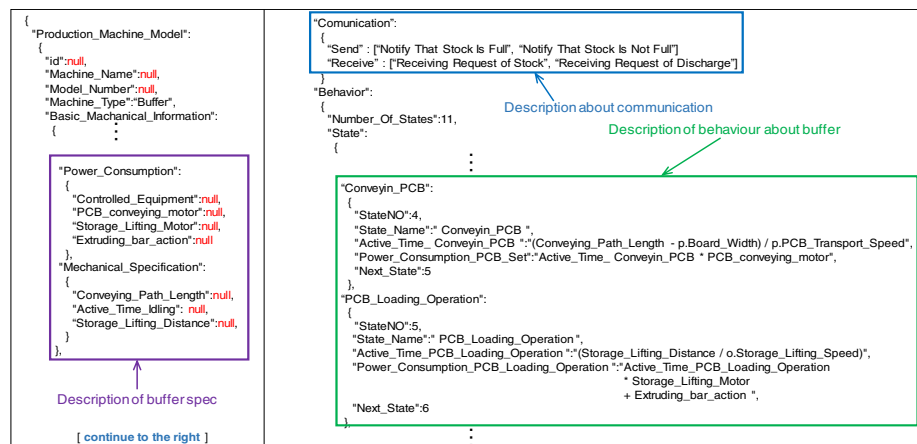 {
"Production_Machine_Model":
{
"id":null,
"Machine_Name":null,
"Model_Number":null,
"Machine_Type":"Buffer",
"Basic_Machanical_Information":
{
⋮
"Power_Consumption":
{
"Controlled_Equipment":null,
"PCB_conveying_motor":null,
"Storage_Lifting_Motor":null,
"Extruding_bar_action":null
},
"Mechanical_Specification":
{
"Conveying_Path_Length":null,
"Active_Time_Idling": null,
"Storage_Lifting_Distance":null,
}
},
Description of buffer spec
[ continue to the right ]
"Comunication":
{
"Send" : ["Notify That Stock Is Full", "Notify That Stock Is Not Full"]
"Receive" : ["Receiving Request of Stock", "Receiving Request of Discharge"]
}
Description about communication
"Behavior":
{
"Number_Of_States":11,
"State":
{
Description of behaviour about buffer
⋮
"Conveyin_PCB":
{
"StateNO":4,
"State_Name":" Conveyin_PCB ",
"Active_Time_ Conveyin_PCB ":"(Conveying_Path_Length - p.Board_Width) / p.PCB_Transport_Speed",
"Power_Consumption_PCB_Set":"Active_Time_ Conveyin_PCB * PCB_conveying_motor",
"Next_State":5
},
"PCB_Loading_Operation":
{
"StateNO":5,
"State_Name":" PCB_Loading_Operation ",
"Active_Time_PCB_Loading_Operation ":"(Storage_Lifting_Distance / o.Storage_Lifting_Speed)",
"Power_Consumption_PCB_Loading_Operation ":"Active_Time_PCB_Loading_Operation
* Storage_Lifting_Motor
+ Extruding_bar_action ",
"Next_State":6
},
⋮